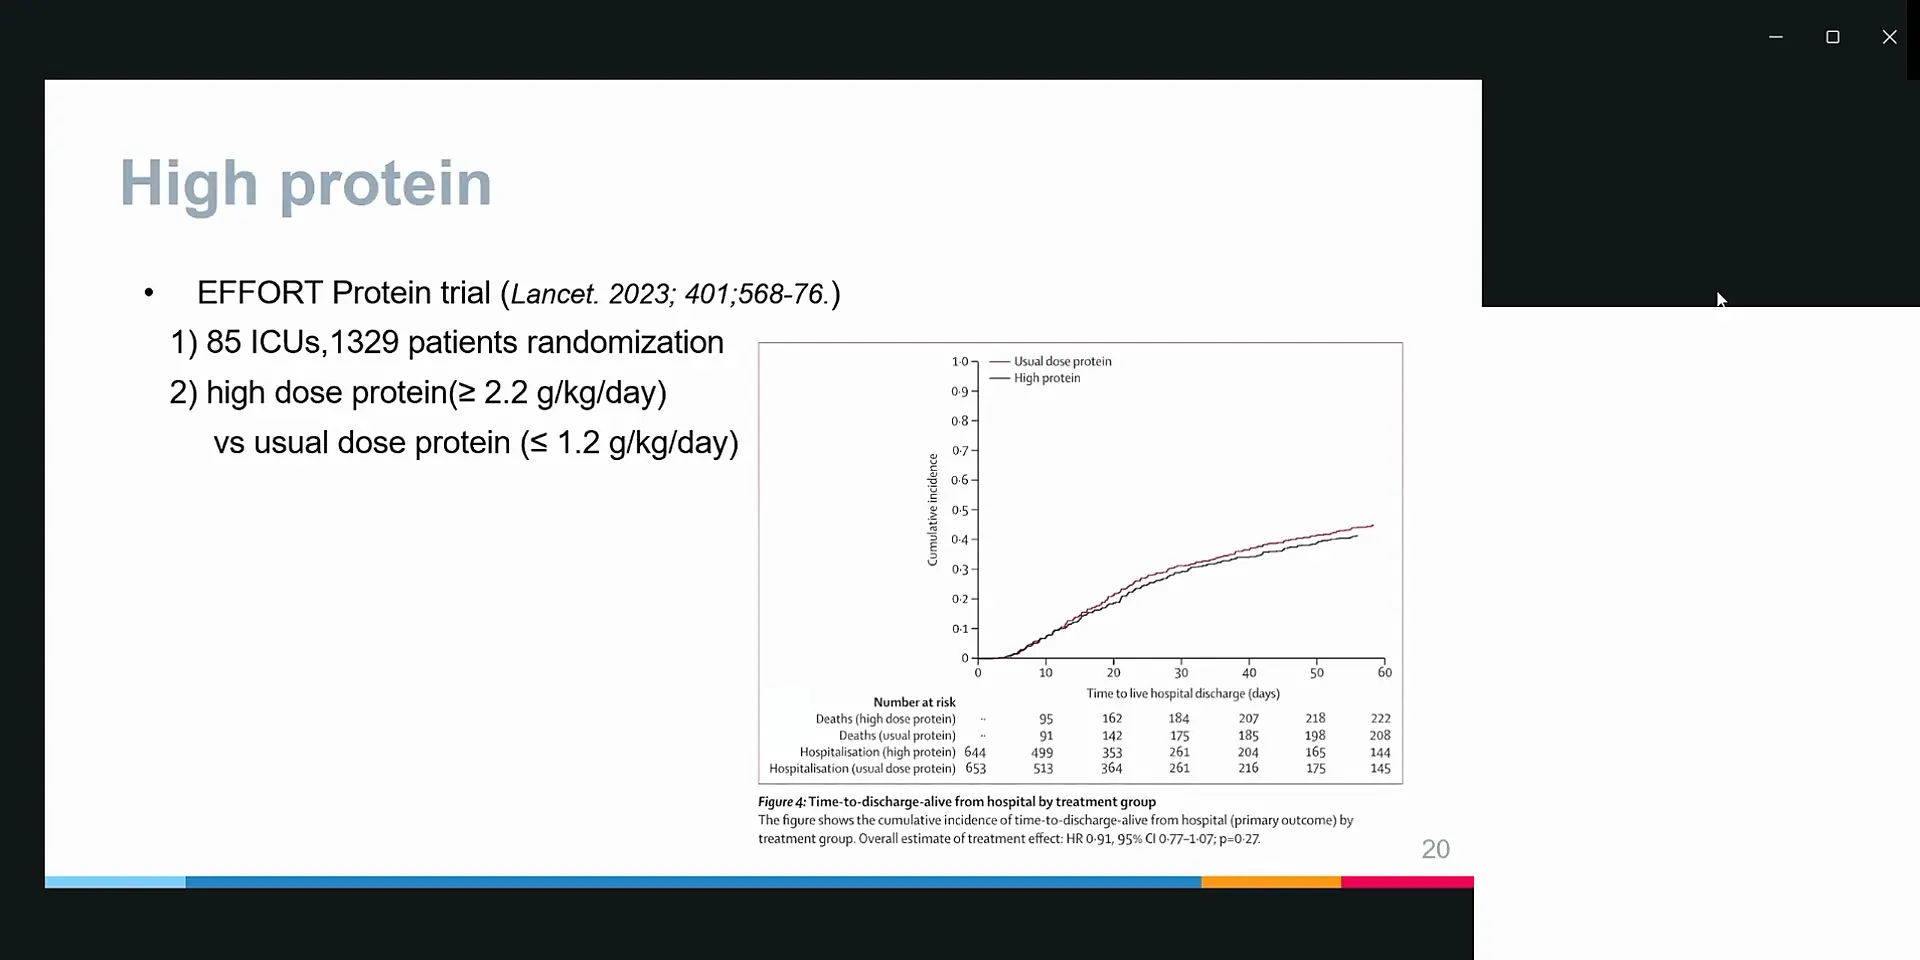 High protein
• EFFORT Protein trial (Lancet. 2023; 401;568-76.)
1) 85 ICUs,1329 patients randomization
2) high dose protein(≥ 2.2 g/kg/day)
vs usual dose protein (≤ 1.2 g/kg/day)
Usual dose protein
High protein
Cumulative incidence
1·0
0·9
0·8
0·7
0·6
0·5
0·4
0·3
0·2
0·1
0
0 10 20 30 40 50 60
Time to live hospital discharge (days)
Number at risk
Deaths (high dose protein) ·· 95 162 184 207 218 222
Deaths (usual protein) ·· 91 142 175 185 198 208
Hospitalisation (high protein) 644 499 353 261 204 165 144
Hospitalisation (usual dose protein) 653 513 364 261 216 175 145
Figure 4: Time-to-discharge-alive from hospital by treatment group
The figure shows the cumulative incidence of time-to-discharge-alive from hospital (primary outcome) by
treatment group. Overall estimate of treatment effect: HR 0·91, 95% CI 0·77–1·07; p=0·27.
20